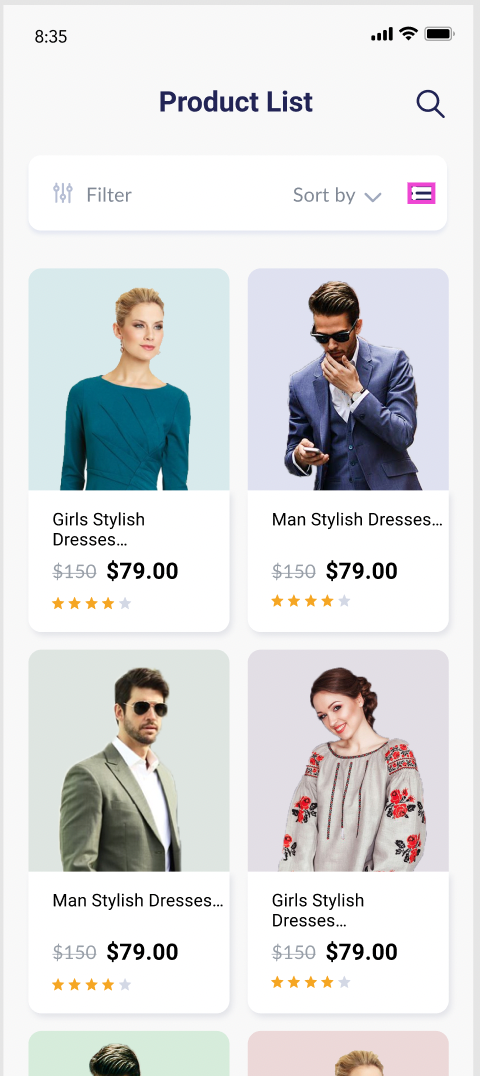 8:35
Product List
Filter
Sort by
Girls Stylish
Dresses...
$150 $79.00
Man Stylish Dresses...
$150 $79.00
Man Stylish Dresses...
$150 $79.00
Girls Stylish
Dresses...
$150 $79.00